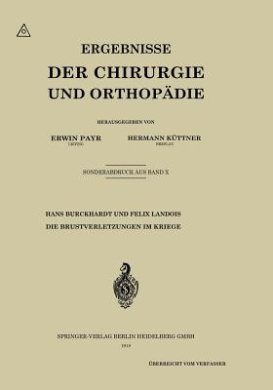 ERGEBNISSE
DER CHIRURGIE
UND ORTHOPÄDIE
HERAUSGEGEBEN VON
ERWIN PAYR HERMANN KÜTTNER
LEIPZIG BRESLAU
SONDERABDRUCK AUS BAND X
HANS BURCKHARDT UND FELIX LANDOIS
DIE BRUSTVERLETZUNGEN IM KRIEGE
SPRINGER-VERLAG BERLIN HEIDELBERG GMBH
ÜBERREICHT VOM VERFASSER